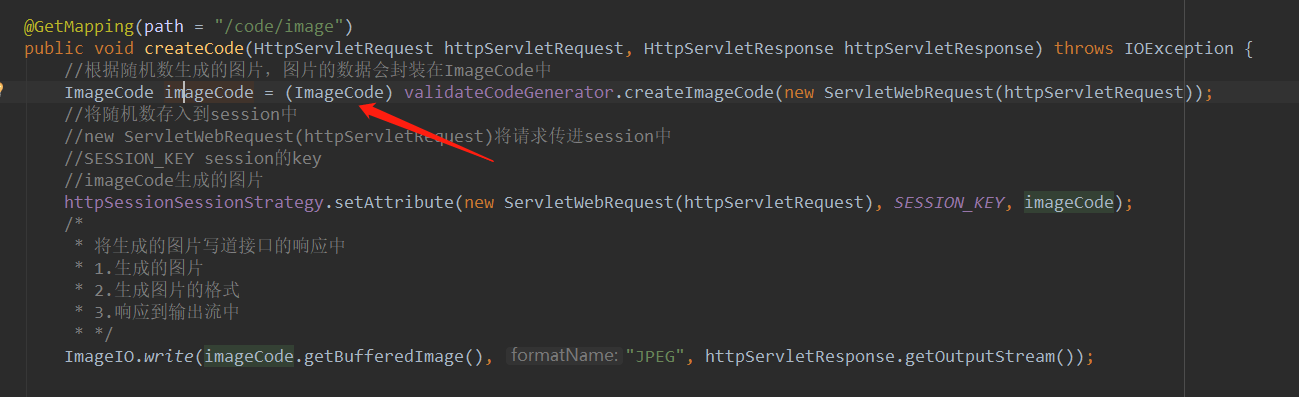 @GetMapping(path = "/code/image")
public void createCode(HttpServletRequest httpServletRequest, HttpServletResponse httpServletResponse) throws IOException {
//根据随机数生成的图片，图片的数据会封装在ImageCode中
ImageCode imageCode = (ImageCode) validateCodeGenerator.createImageCode(new ServletWebRequest(httpServletRequest));
//将随机数存入到session中
//new ServletWebRequest(httpServletRequest)将请求传进session中
//SESSION_KEY session的key
//imageCode生成的图片
httpSessionSessionStrategy.setAttribute(new ServletWebRequest(httpServletRequest), SESSION_KEY, imageCode);
/*
* 将生成的图片写道接口的响应中
* 1.生成的图片
* 2.生成图片的格式
* 3.响应到输出流中
* */
ImageIO.write(imageCode.getBufferedImage(), formatName: "JPEG", httpServletResponse.getOutputStream());